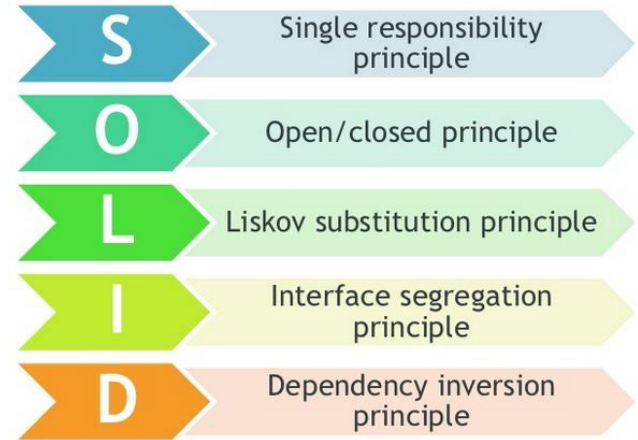 S
Single responsibility
principle
O
Open/closed principle
L
Liskov substitution principle
I
Interface segregation
principle
D
Dependency inversion
principle